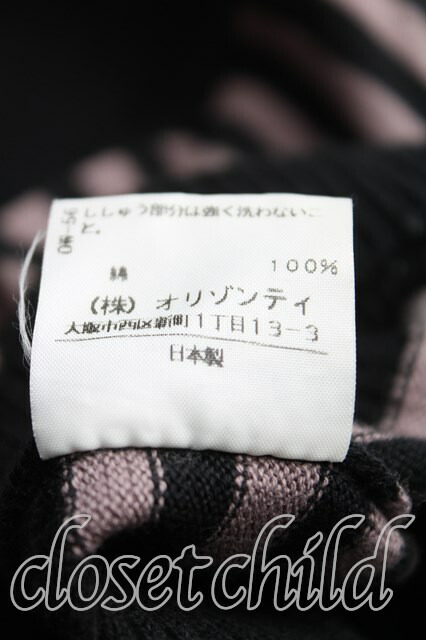 ししゅう部分は強く洗わないこ
と。
綿 100%
(株) オリゾンティ
大阪市西区新町1丁目13-3
日本製
closetchild